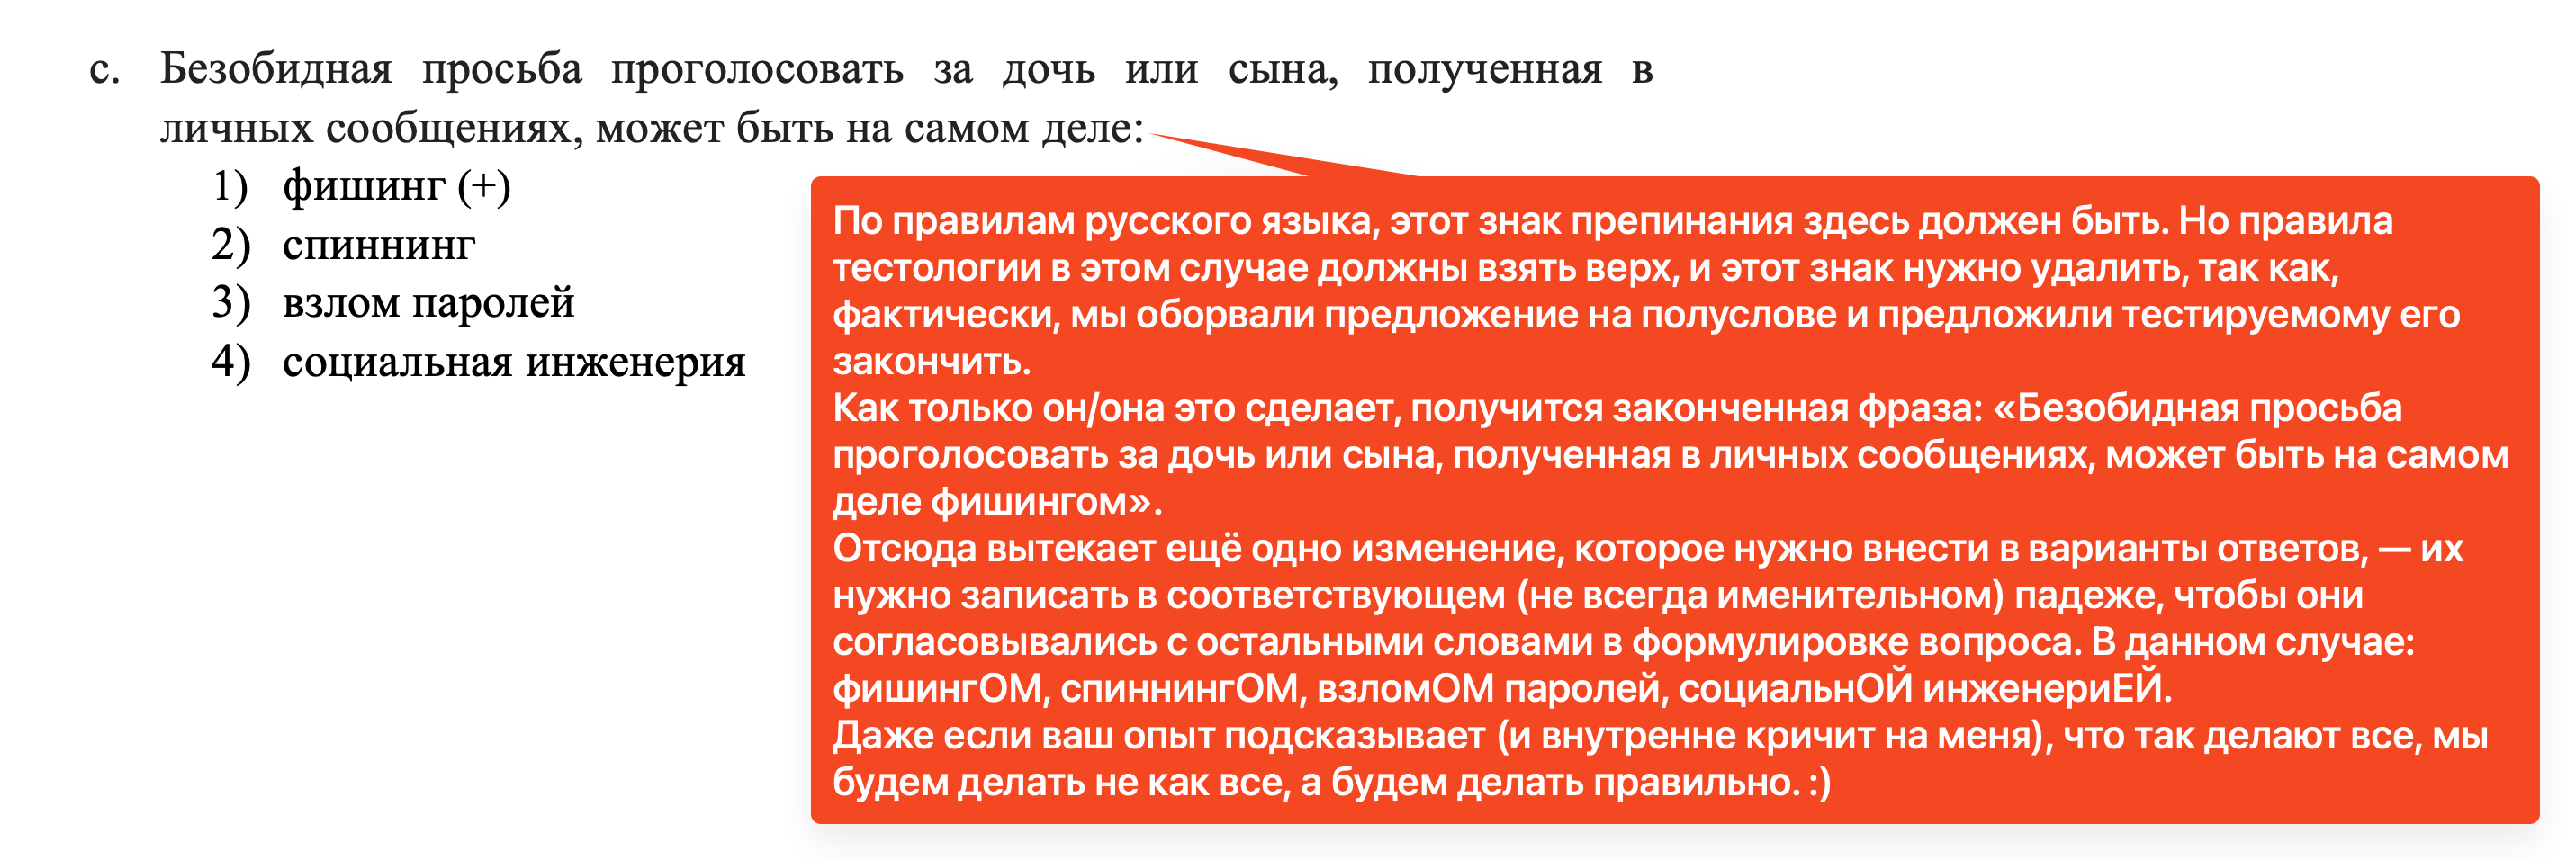 c. Безобидная просьба проголосовать за дочь или сына, полученная в
личных сообщениях, может быть на самом деле:
1) фишинг (+)
2) спиннинг
3) взлом паролей
4) социальная инженерия
По правилам русского языка, этот знак препинания здесь должен быть. Но правила
тестологии в этом случае должны взять верх, и этот знак нужно удалить, так как,
фактически, мы оборвали предложение на полуслове и предложили тестируемому его
закончить.
Как только он/она это сделает, получится законченная фраза: «Безобидная просьба
проголосовать за дочь или сына, полученная в личных сообщениях, может быть на самом
деле фишингом».
Отсюда вытекает ещё одно изменение, которое нужно внести в варианты ответов, — их
нужно записать в соответствующем (не всегда именительном) падеже, чтобы они
согласовывались с остальными словами в формулировке вопроса. В данном случае:
фишингОМ, спиннингОМ, взломОМ паролей, социальнОЙ инженериЕЙ.
Даже если ваш опыт подсказывает (и внутренне кричит на меня), что так делают все, мы
будем делать не как все, а будем делать правильно. :)